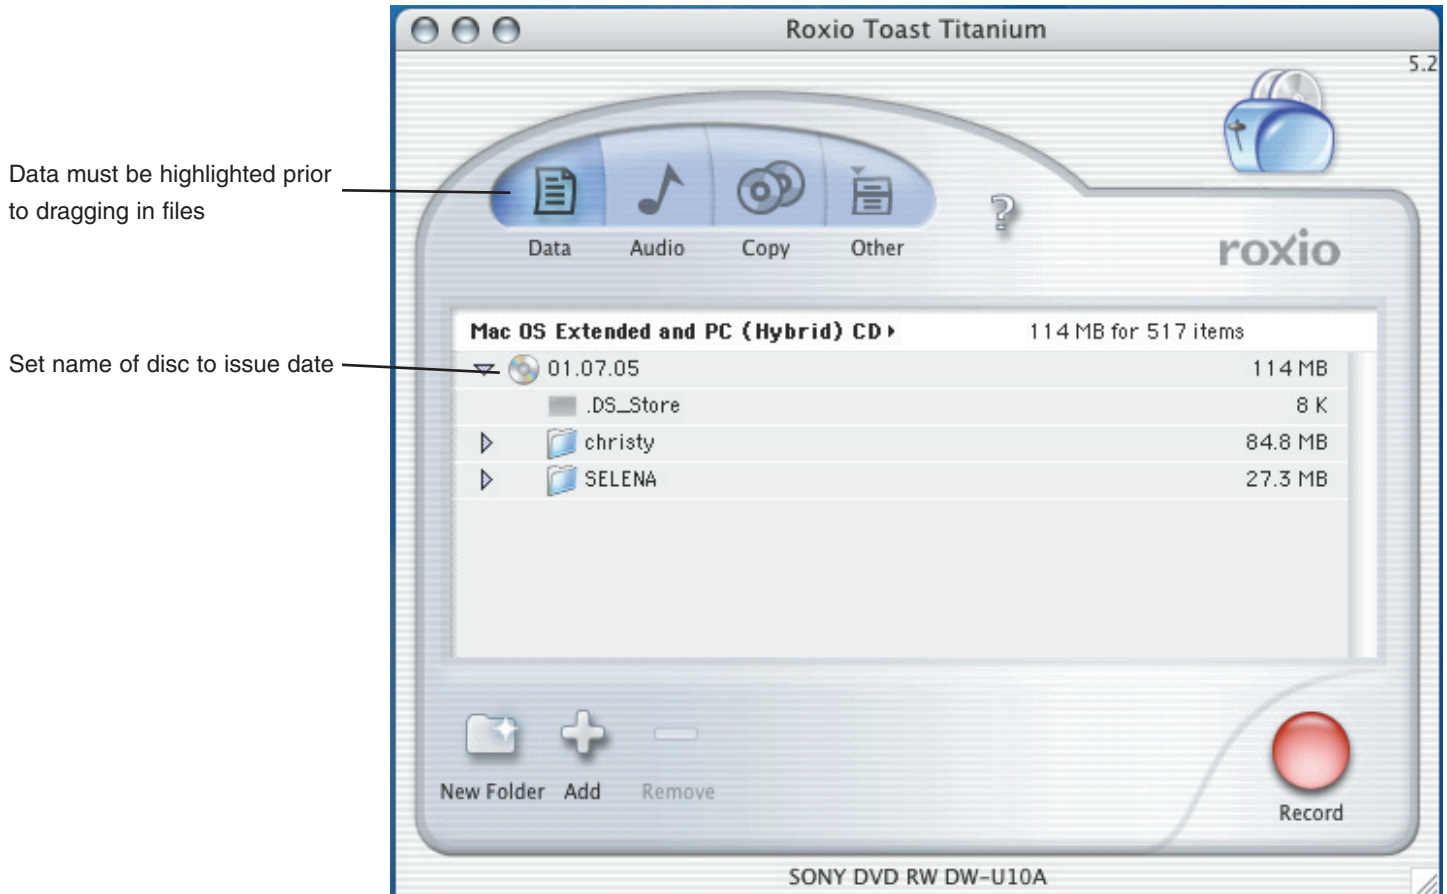 Roxio Toast Titanium
5.2
Data must be highlighted prior
to dragging in files
?
Data Audio Copy Other
roxio
Mac OS Extended and PC (Hybrid) CD 114 MB for 517 items
Set name of disc to issue date
01.07.05 114 MB
.DS_Store 8 K
christy 84.8 MB
SELENA 27.3 MB
New Folder Add Remove
Record
SONY DVD RW DW-U10A